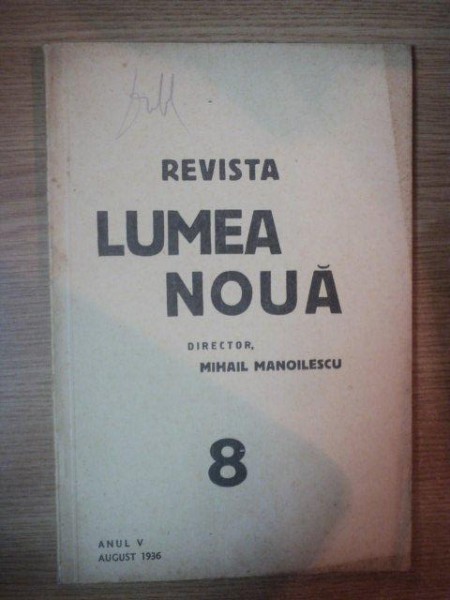 REVISTA
LUMEA
NOUĂ
DIRECTOR,
MIHAIL MANOILESCU
8
ANUL V
AUGUST 1936